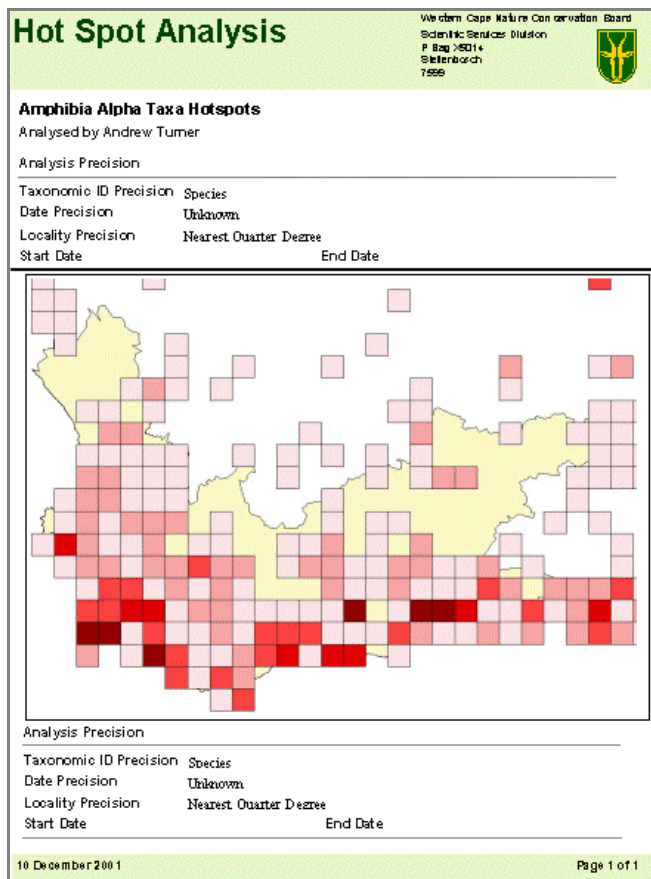 Hot Spot Analysis
Western Cape Nature Conservation Board
Scientific Services Division
P Bag X5014
Stellenbosch
7599
Amphibia Alpha Taxa Hotspots
Analysed by Andrew Turner
Analysis Precision
Taxonomic ID Precision Species
Date Precision Unknown
Locality Precision Nearest Quarter Degree
Start Date End Date
Analysis Precision
Taxonomic ID Precision Species
Date Precision Unknown
Locality Precision Nearest Quarter Degree
Start Date End Date
10 December 2001 Page 1 of 1